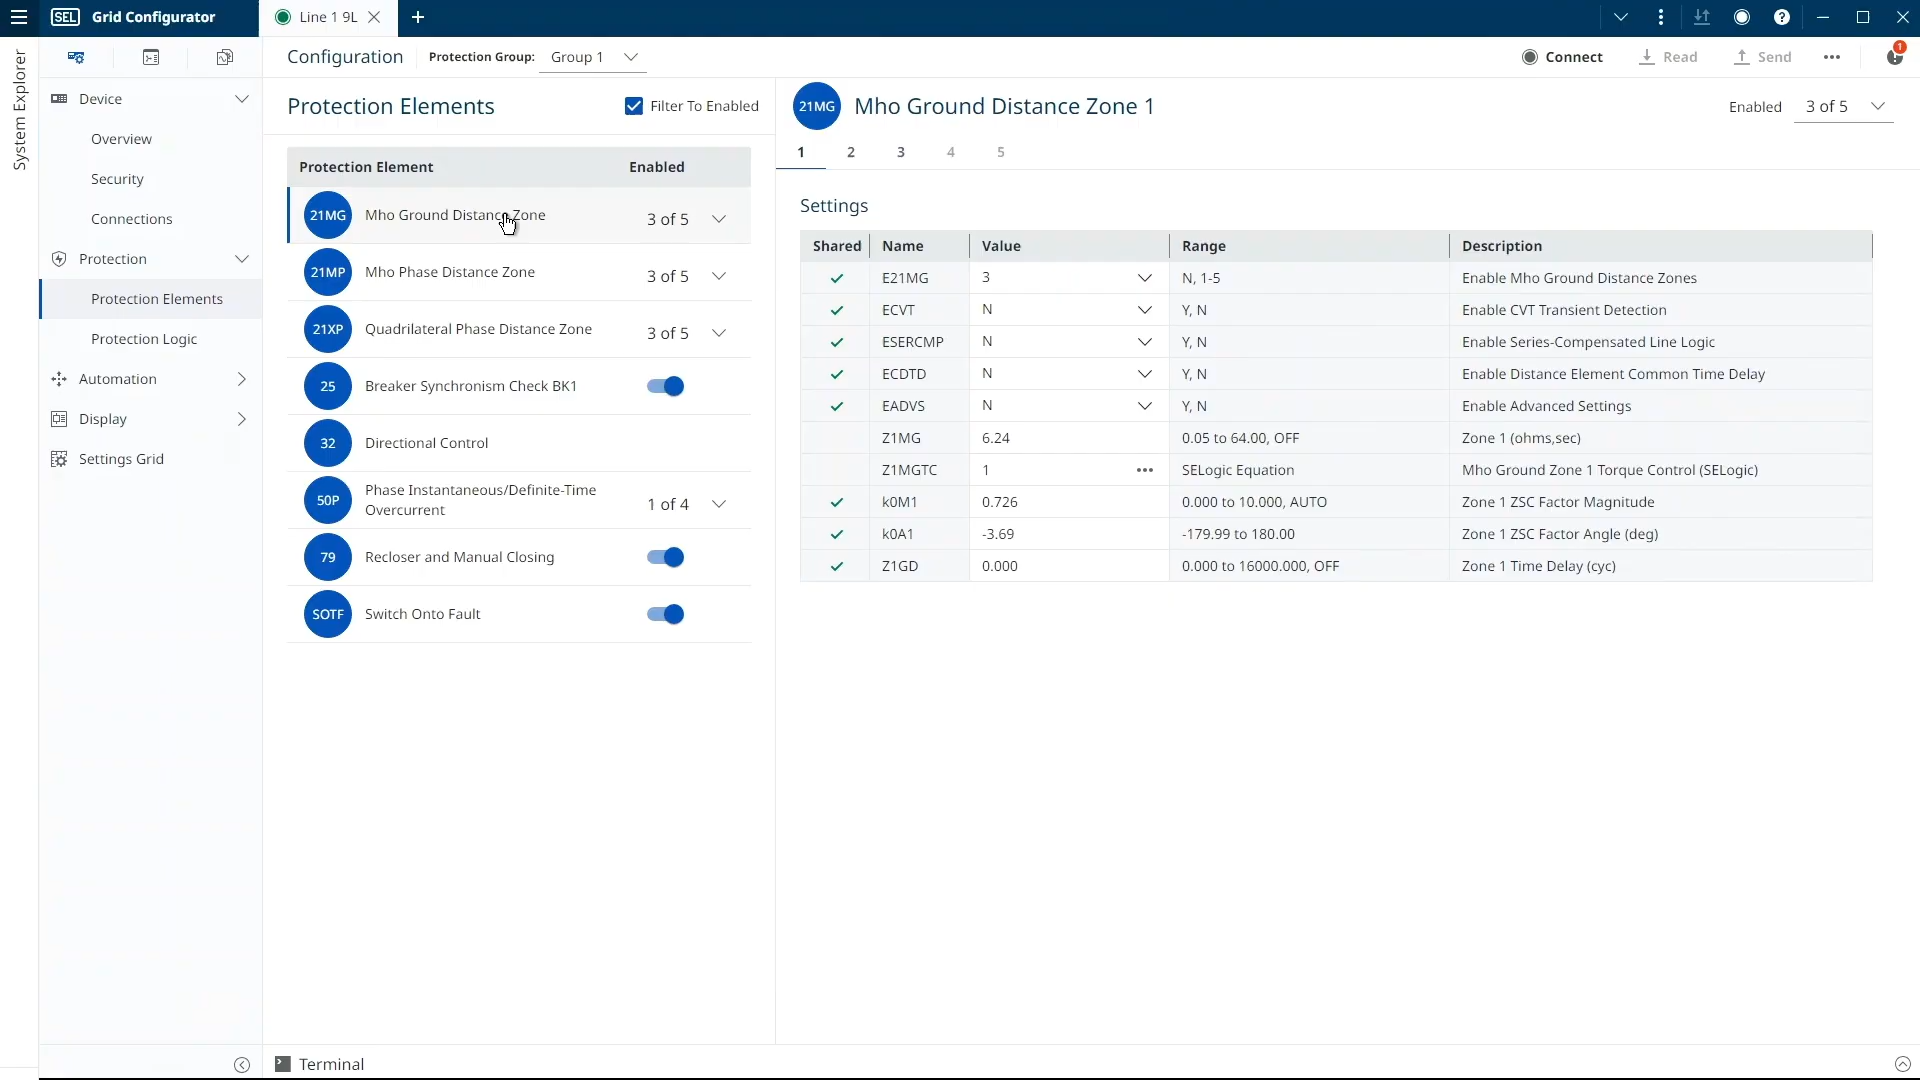 SEL Grid Configurator
Line 1 9L
System Explorer
Configuration
Protection Group: Group 1
Connect
Read
Send
1
Device
Overview
Security
Connections
Protection
Protection Elements
Protection Logic
Automation
Display
Settings Grid
Protection Elements
Filter To Enabled
Protection Element Enabled
21MG Mho Ground Distance Zone 3 of 5
21MP Mho Phase Distance Zone 3 of 5
21XP Quadrilateral Phase Distance Zone 3 of 5
25 Breaker Synchronism Check BK1
32 Directional Control
50P Phase Instantaneous/Definite-Time
Overcurrent 1 of 4
79 Recloser and Manual Closing
SOTF Switch Onto Fault
21MG Mho Ground Distance Zone 1
Enabled 3 of 5
1 2 3 4 5
Settings
Shared Name Value Range Description
E21MG 3 N, 1-5 Enable Mho Ground Distance Zones
ECVT N Y, N Enable CVT Transient Detection
ESERCMP N Y, N Enable Series-Compensated Line Logic
ECDTD N Y, N Enable Distance Element Common Time Delay
EADVS N Y, N Enable Advanced Settings
Z1MG 6.24 0.05 to 64.00, OFF Zone 1 (ohms,sec)
Z1MGTC 1 SELogic Equation Mho Ground Zone 1 Torque Control (SELogic)
k0M1 0.726 0.000 to 10.000, AUTO Zone 1 ZSC Factor Magnitude
k0A1 -3.69 -179.99 to 180.00 Zone 1 ZSC Factor Angle (deg)
Z1GD 0.000 0.000 to 16000.000, OFF Zone 1 Time Delay (cyc)
Terminal